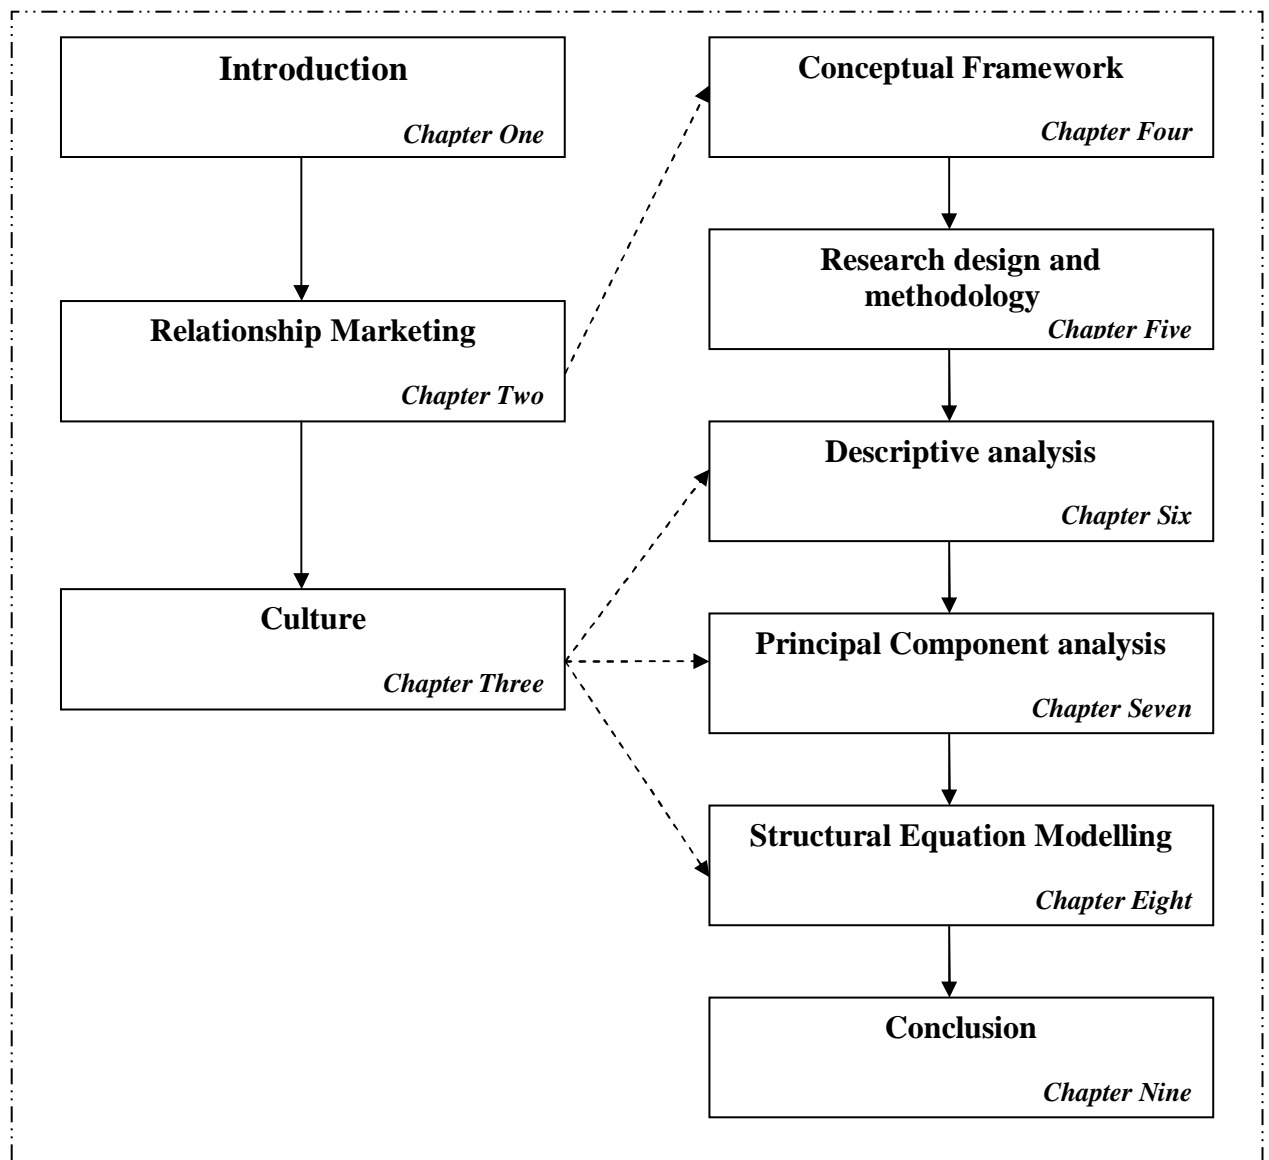 Introduction
Chapter One
Relationship Marketing
Chapter Two
Culture
Chapter Three
Conceptual Framework
Chapter Four
Research design and
methodology
Chapter Five
Descriptive analysis
Chapter Six
Principal Component analysis
Chapter Seven
Structural Equation Modelling
Chapter Eight
Conclusion
Chapter Nine